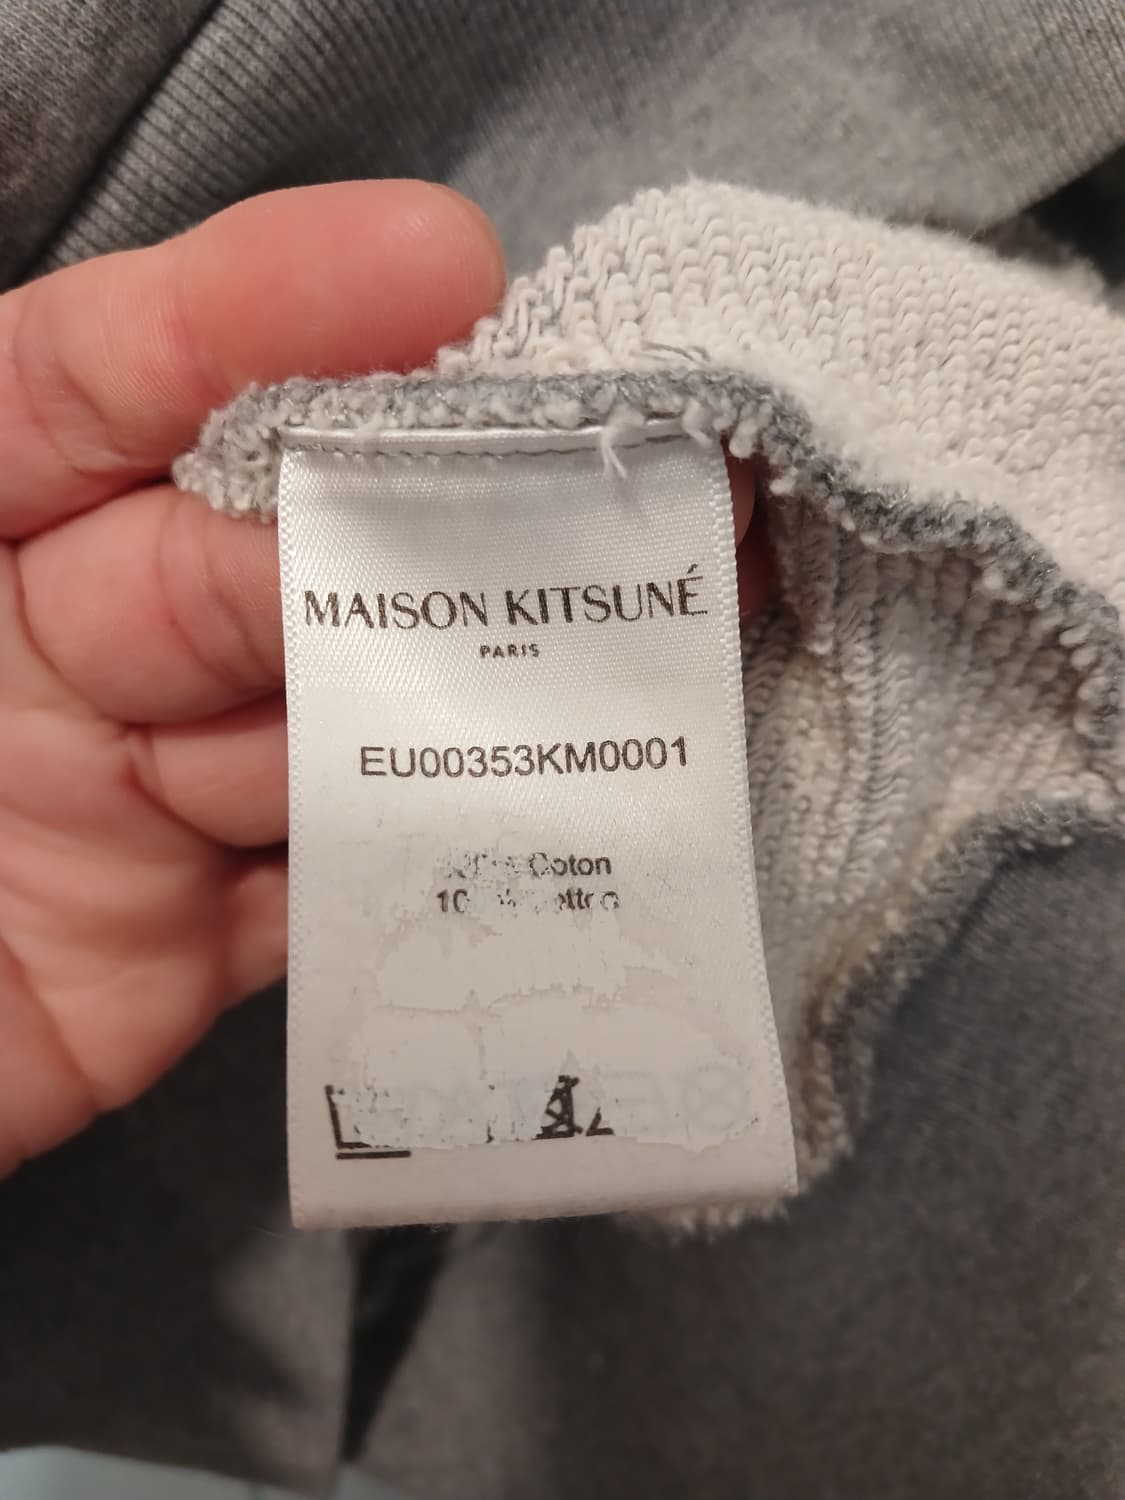 MAISON KITSUNÉ
PARIS
EU00353KM0001
Coton